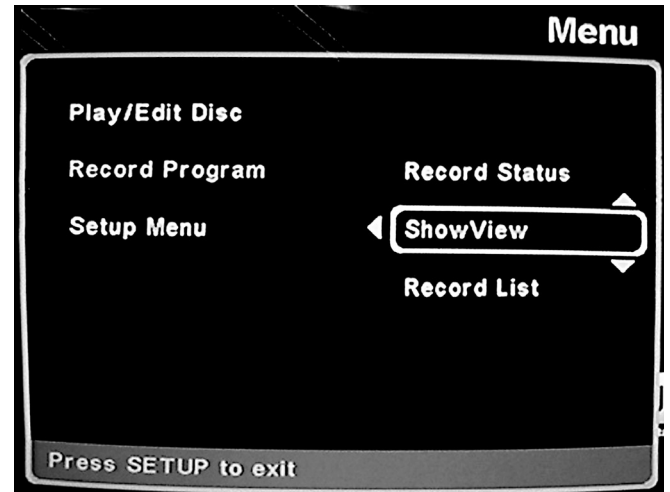 Menu
Play/Edit Disc
Record Program
Record Status
Setup Menu
ShowView
Record List
Press SETUP to exit